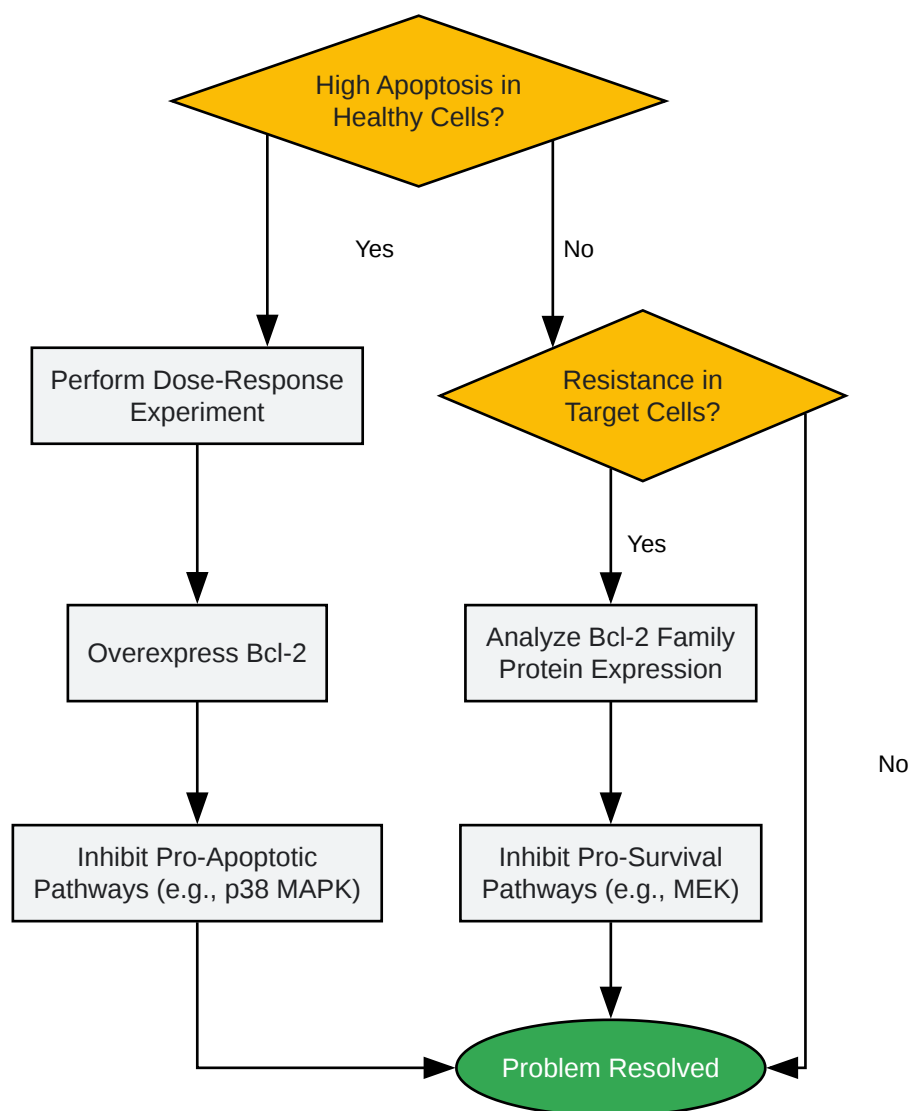 High Apoptosis in
Healthy Cells?
Yes
No
Perform Dose-Response
Experiment
Resistance in
Target Cells?
Yes
Overexpress Bcl-2
Analyze Bcl-2 Family
Protein Expression
No
Inhibit Pro-Apoptotic
Pathways (e.g., p38 MAPK)
Inhibit Pro-Survival
Pathways (e.g., MEK)
Problem Resolved